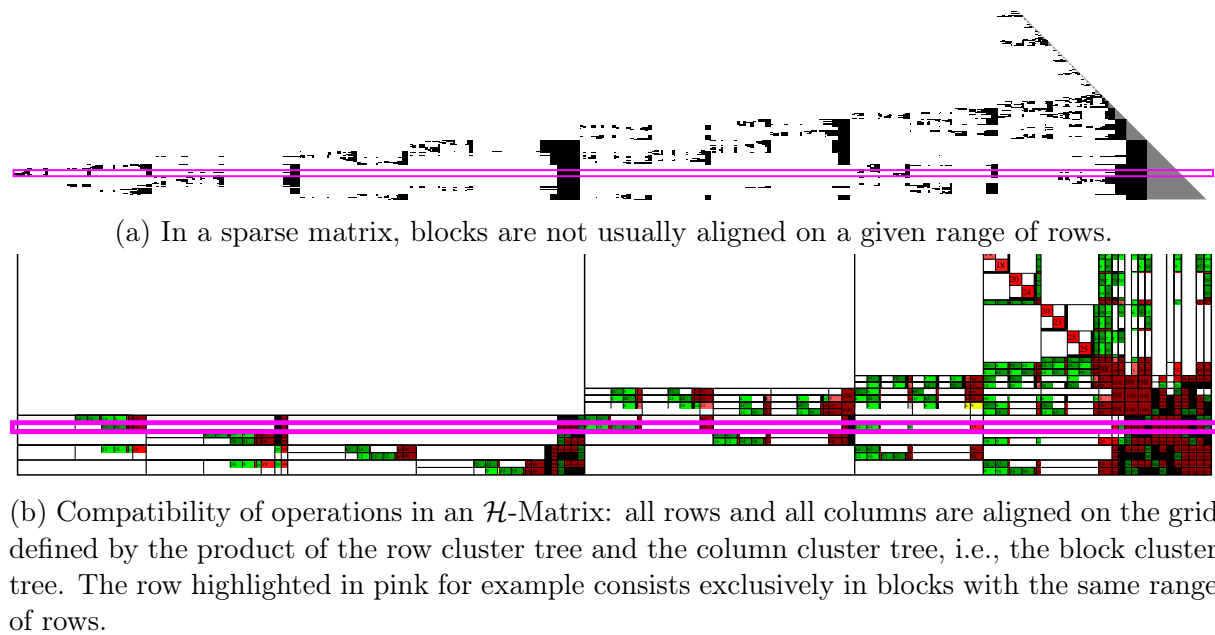 (a) In a sparse matrix, blocks are not usually aligned on a given range of rows.
(b) Compatibility of operations in an ℋ-Matrix: all rows and all columns are aligned on the grid
defined by the product of the row cluster tree and the column cluster tree, i.e., the block cluster
tree. The row highlighted in pink for example consists exclusively in blocks with the same range
of rows.